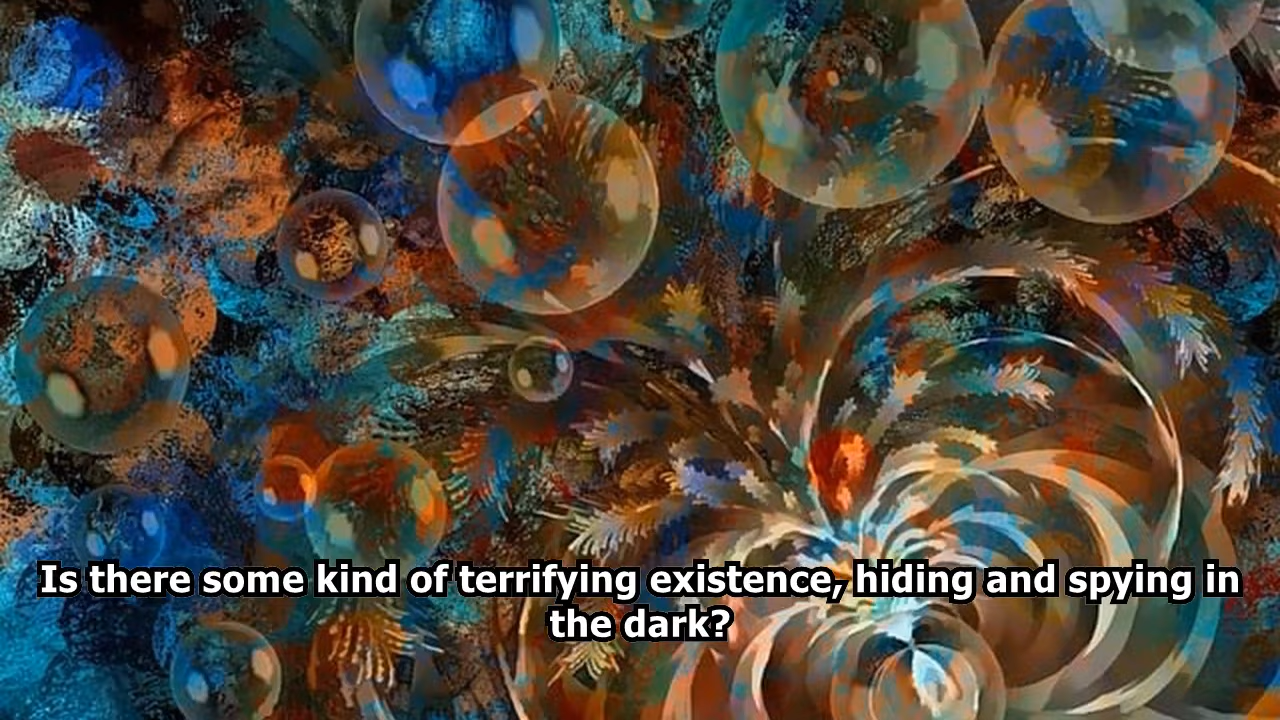 Is there some kind of terrifying existence, hiding and spying in
the dark?